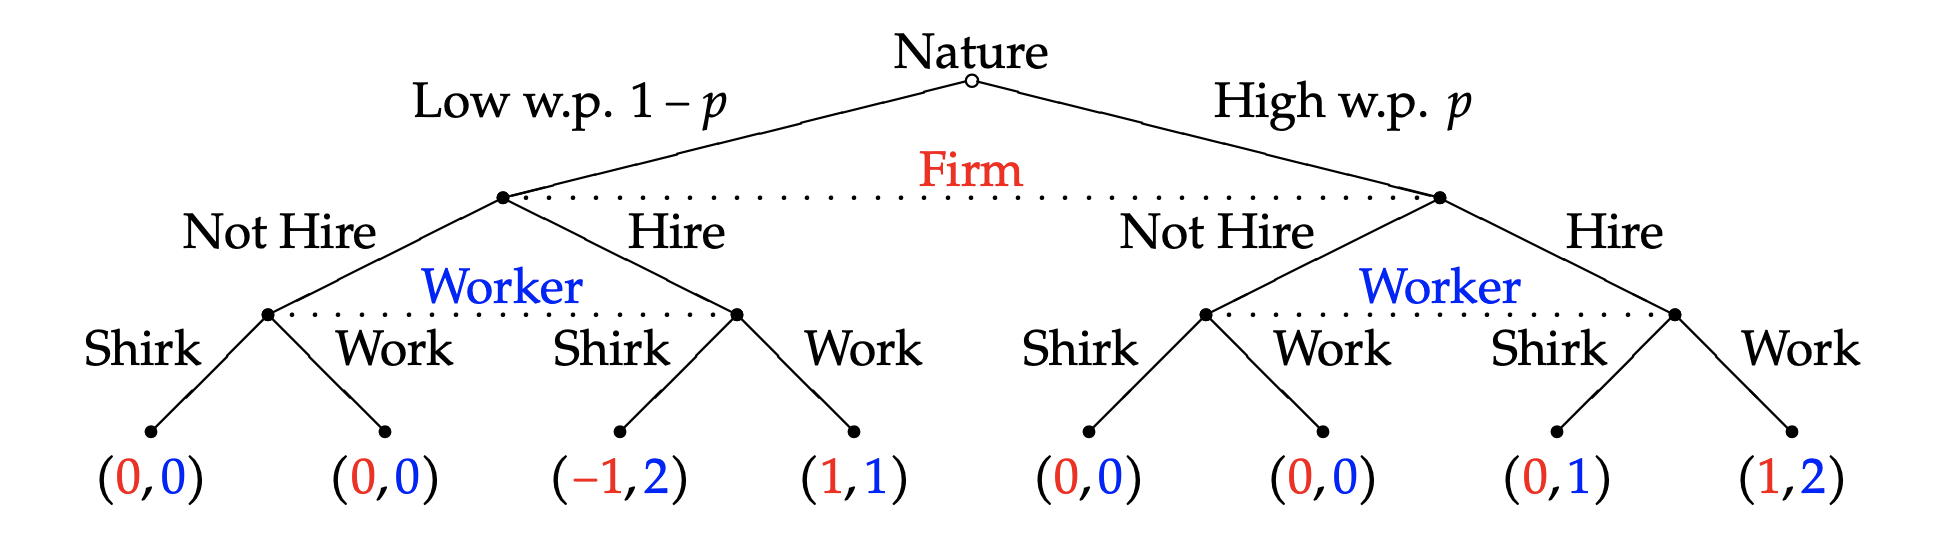 Nature
Low w.p. 1 – p High w.p. p
Firm
Not Hire Hire Not Hire Hire
Worker Worker
Shirk Work Shirk Work Shirk Work Shirk Work
(0,0) (0,0) (−1,2) (1,1) (0,0) (0,0) (0,1) (1,2)